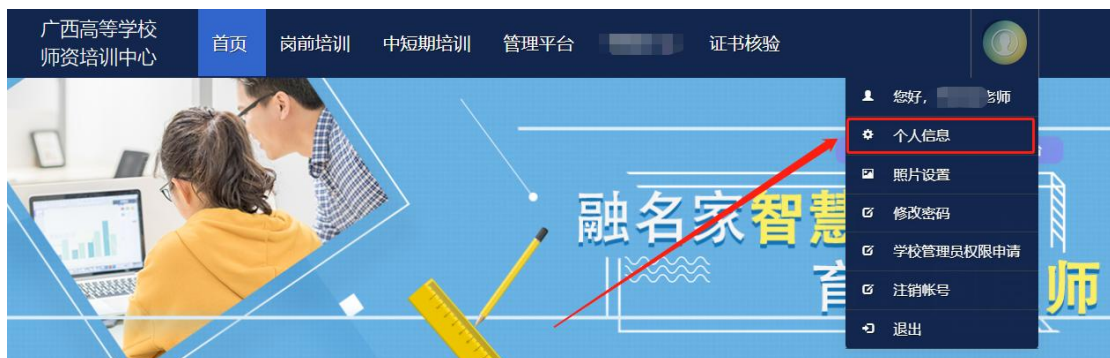 广西高等学校
师资培训中心
首页
岗前培训
中短期培训
管理平台
证书核验
您好,
师
个人信息
照片设置
修改密码
学校管理员权限申请
注销帐号
退出
融名家智慧
育
师